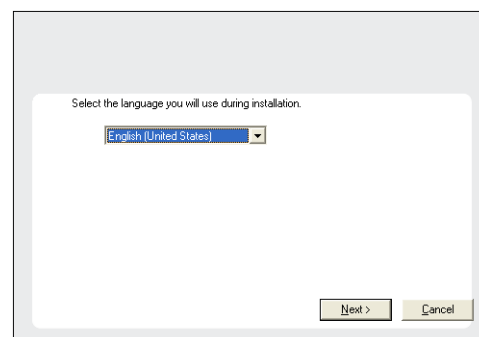 Select the language you will use during installation.
English (United States)
Next >
Cancel